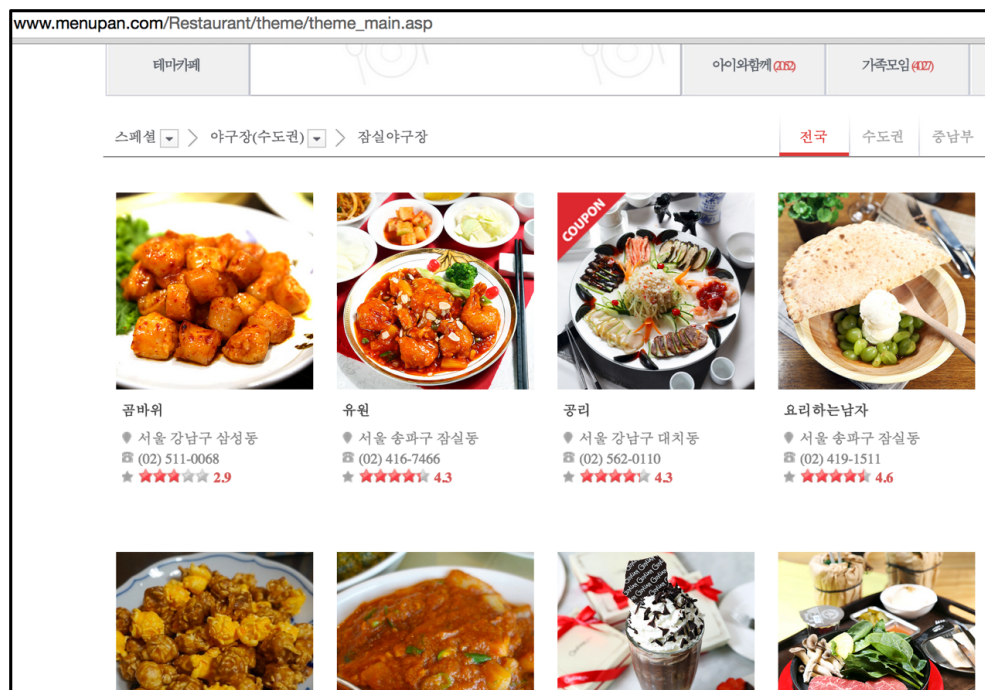 www.menupan.com/Restaurant/theme/theme_main.asp
테마카페
아이와함께 (2052)
가족모임 (4027)
스페셜 > 야구장(수도권) > 잠실야구장
전국 수도권 중남부
COUPON
곰바위
서울 강남구 삼성동
(02) 511-0068
2.9
유원
서울 송파구 잠실동
(02) 416-7466
4.3
공리
서울 강남구 대치동
(02) 562-0110
4.3
요리하는남자
서울 송파구 잠실동
(02) 419-1511
4.6